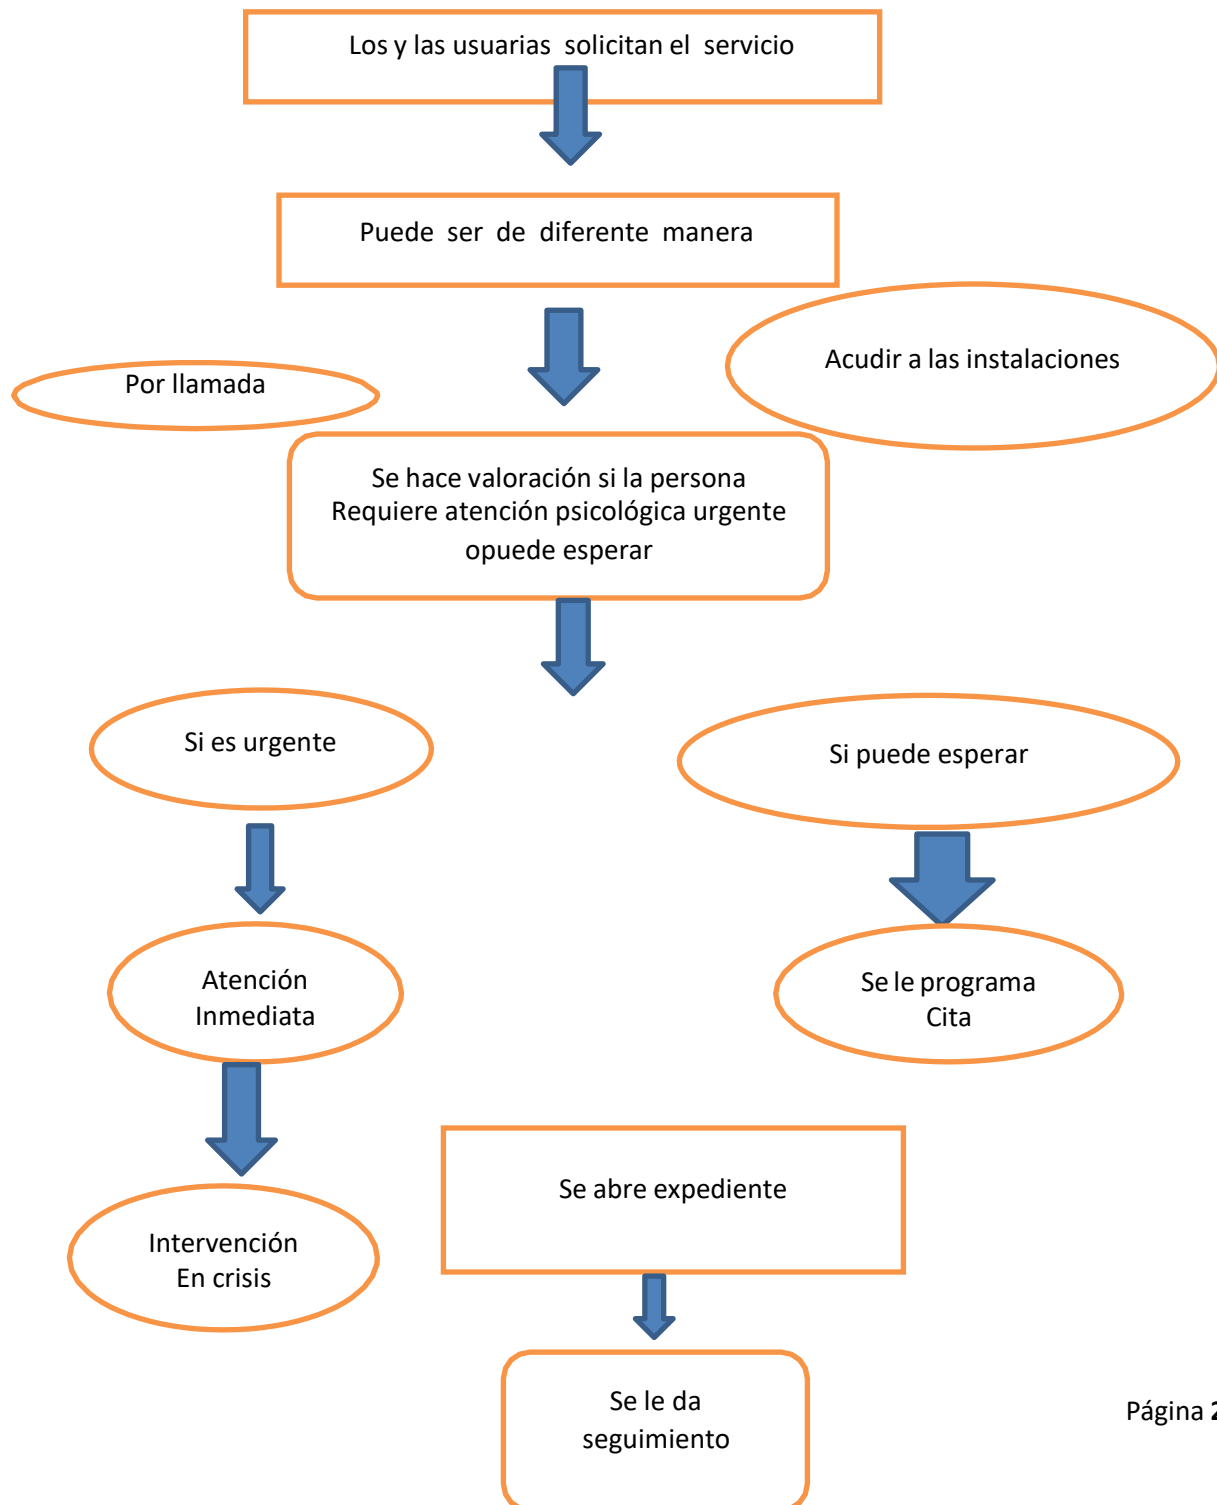 Los y las usuarias solicitan el servicio
Puede ser de diferente manera
Acudir a las instalaciones
Por llamada
Se hace valoración si la persona
Requiere atención psicológica urgente
opuede esperar
Si es urgente
Si puede esperar
Atención
Inmediata
Se le programa
Cita
Se abre expediente
Intervención
En crisis
Se le da
seguimiento
Página 2